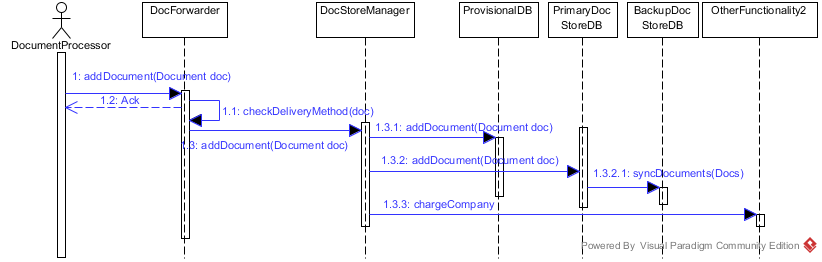 DocForwarder
DocStoreManager
ProvisionalDB
PrimaryDoc
StoreDB
BackupDoc
StoreDB
OtherFunctionality2
DocumentProcessor
1: addDocument(Document doc)
1.2: Ack
1.1: checkDeliveryMethod(doc)
1.3.1: addDocument(Document doc)
.3: addDocument(Document doc)
1.3.2: addDocument(Document doc)
1.3.2.1: syncDocuments(Docs)
1.3.3: chargeCompany
Powered By Visual Paradigm Community Edition